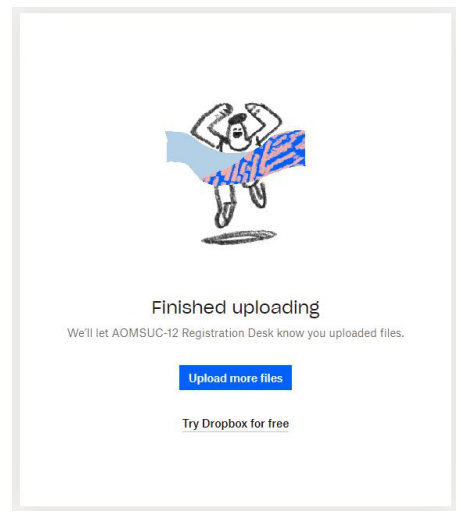 Finished uploading
We'll let AOMSUC-12 Registration Desk know you uploaded files.
Upload more files
Try Dropbox for free